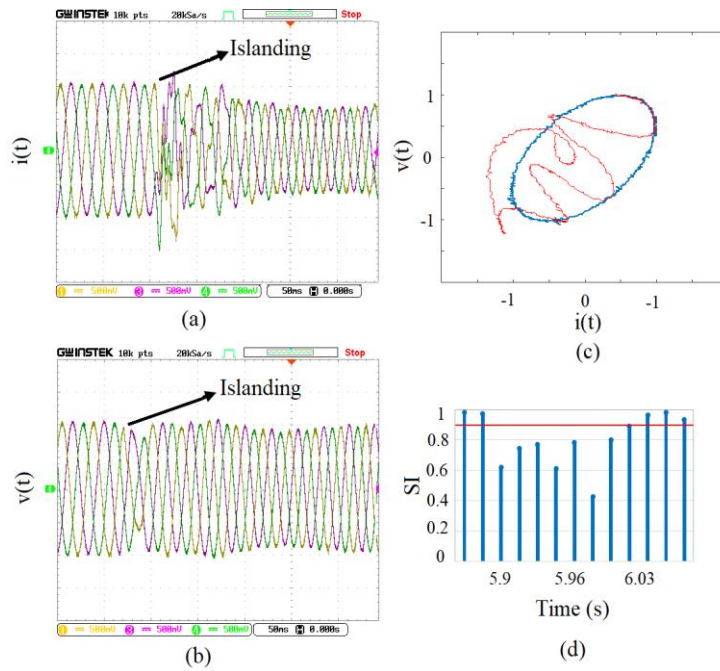 GWINSTEK 10k pts 20kSa/s Stop
Islanding
i(t)
4
1 500mV 3 500mV 4 500mV 50ms H 0.000s
(a)
1
0
-1
v(t)
-1 0 -1
i(t)
(c)
GWINSTEK 10k pts 20kSa/s Stop
Islanding
v(t)
4
1 500mV 3 500mV 4 500mV 50ms H 0.000s
(b)
1
0.8
0.6
0.4
0.2
0
SI
5.9 5.96 6.03
Time (s)
(d)